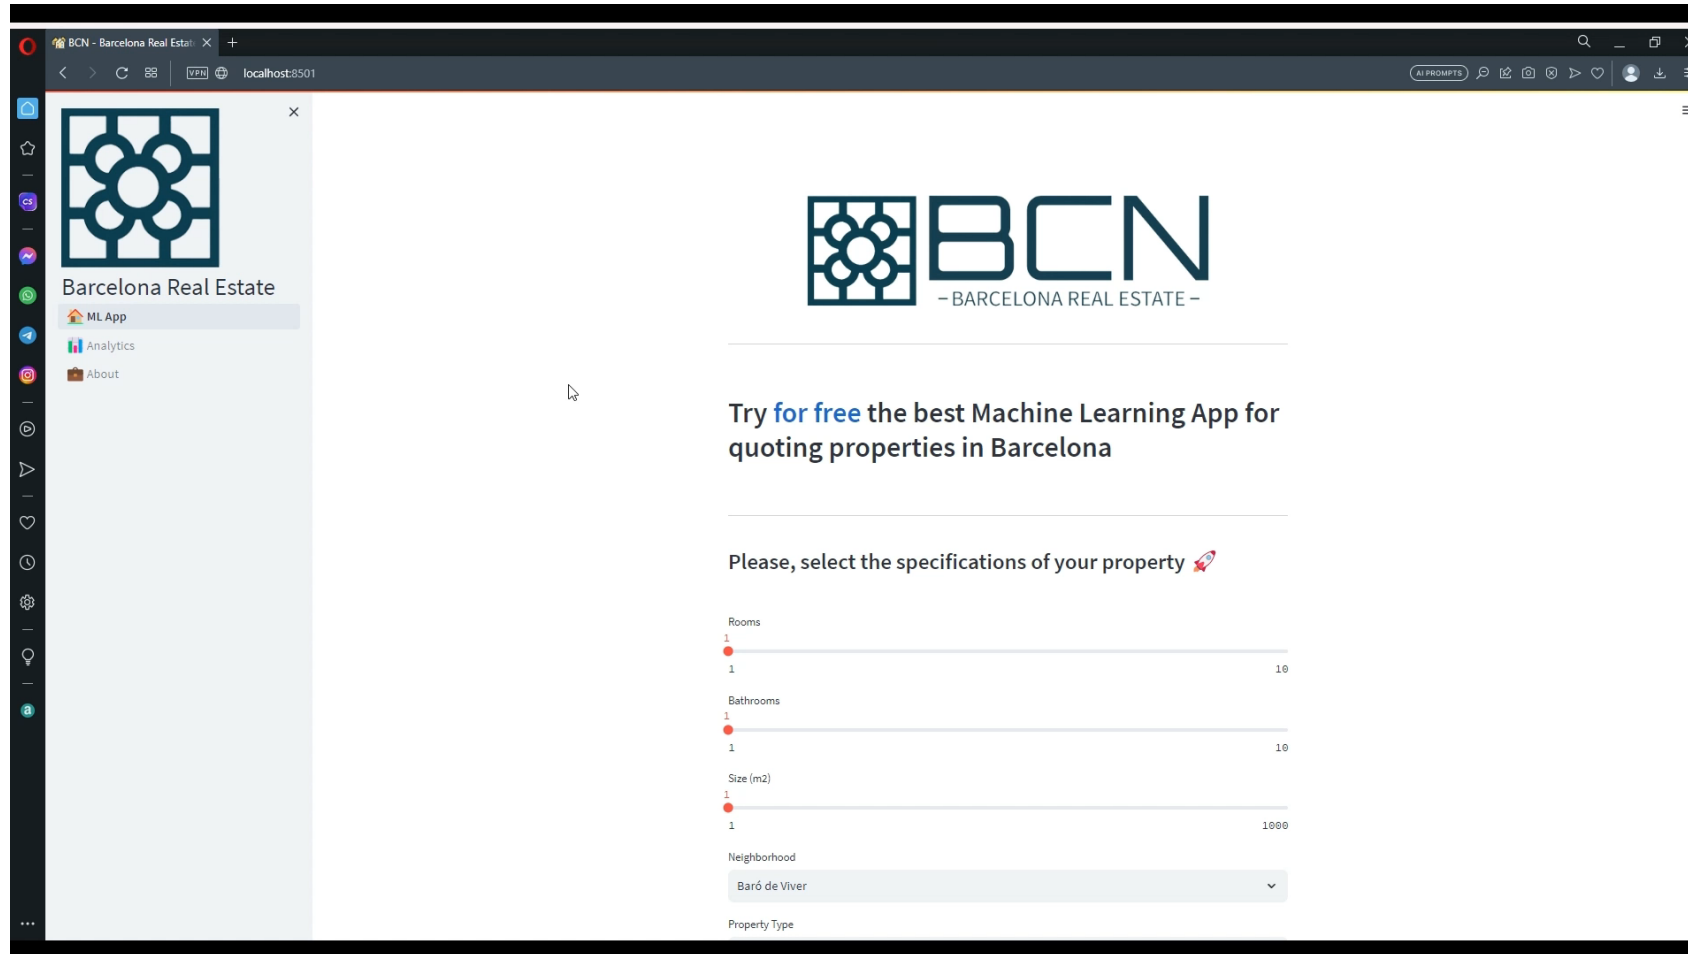 BCN - Barcelona Real Estat
VPN
localhost:8501
AI PROMPTS
CS
Barcelona Real Estate
ML App
Analytics
About
a
BCN
– BARCELONA REAL ESTATE –
Try for free the best Machine Learning App for
quoting properties in Barcelona
Please, select the specifications of your property
Rooms
1
1 10
Bathrooms
1
1 10
Size (m2)
1
1 1000
Neighborhood
Baró de Viver
Property Type